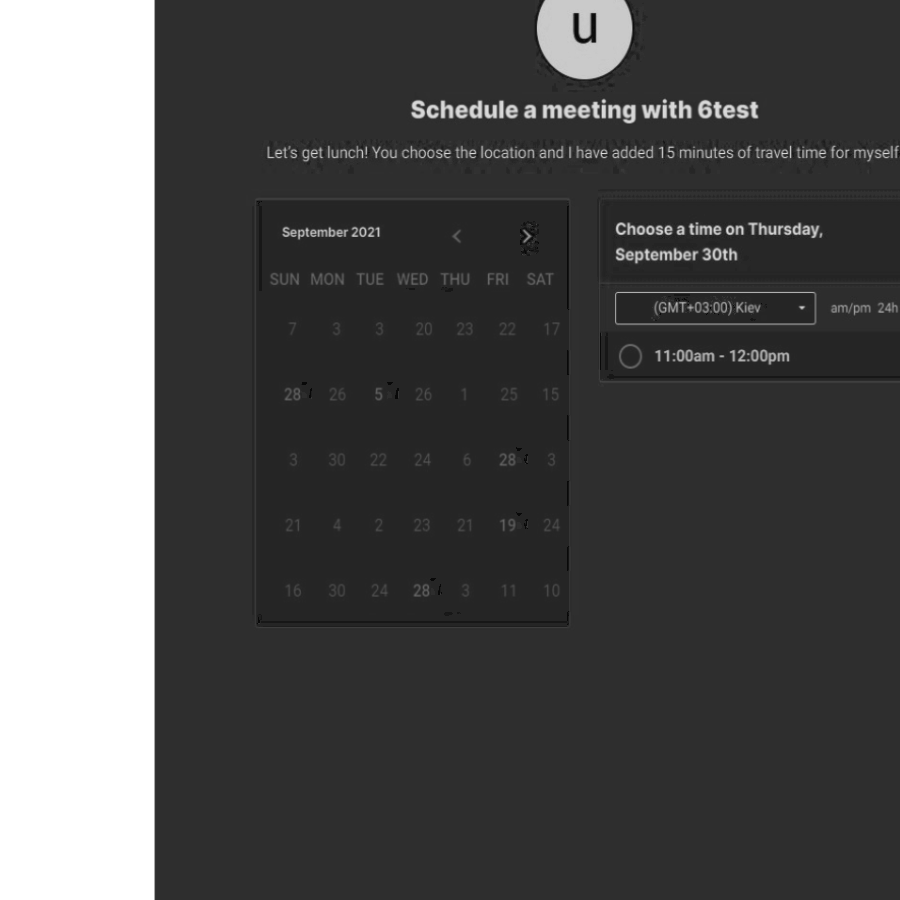 u
Schedule a meeting with 6test
Let's get lunch! You choose the location and I have added 15 minutes of travel time for myself
September 2021
SUN MON TUE WED THU FRI SAT
7 3 3 20 23 22 17
28 26 5 26 1 25 15
3 30 22 24 6 28 3
21 4 2 23 21 19 24
16 30 24 28 3 11 10
Choose a time on Thursday,
September 30th
(GMT+03:00) Kiev am/pm 24h
11:00am - 12:00pm